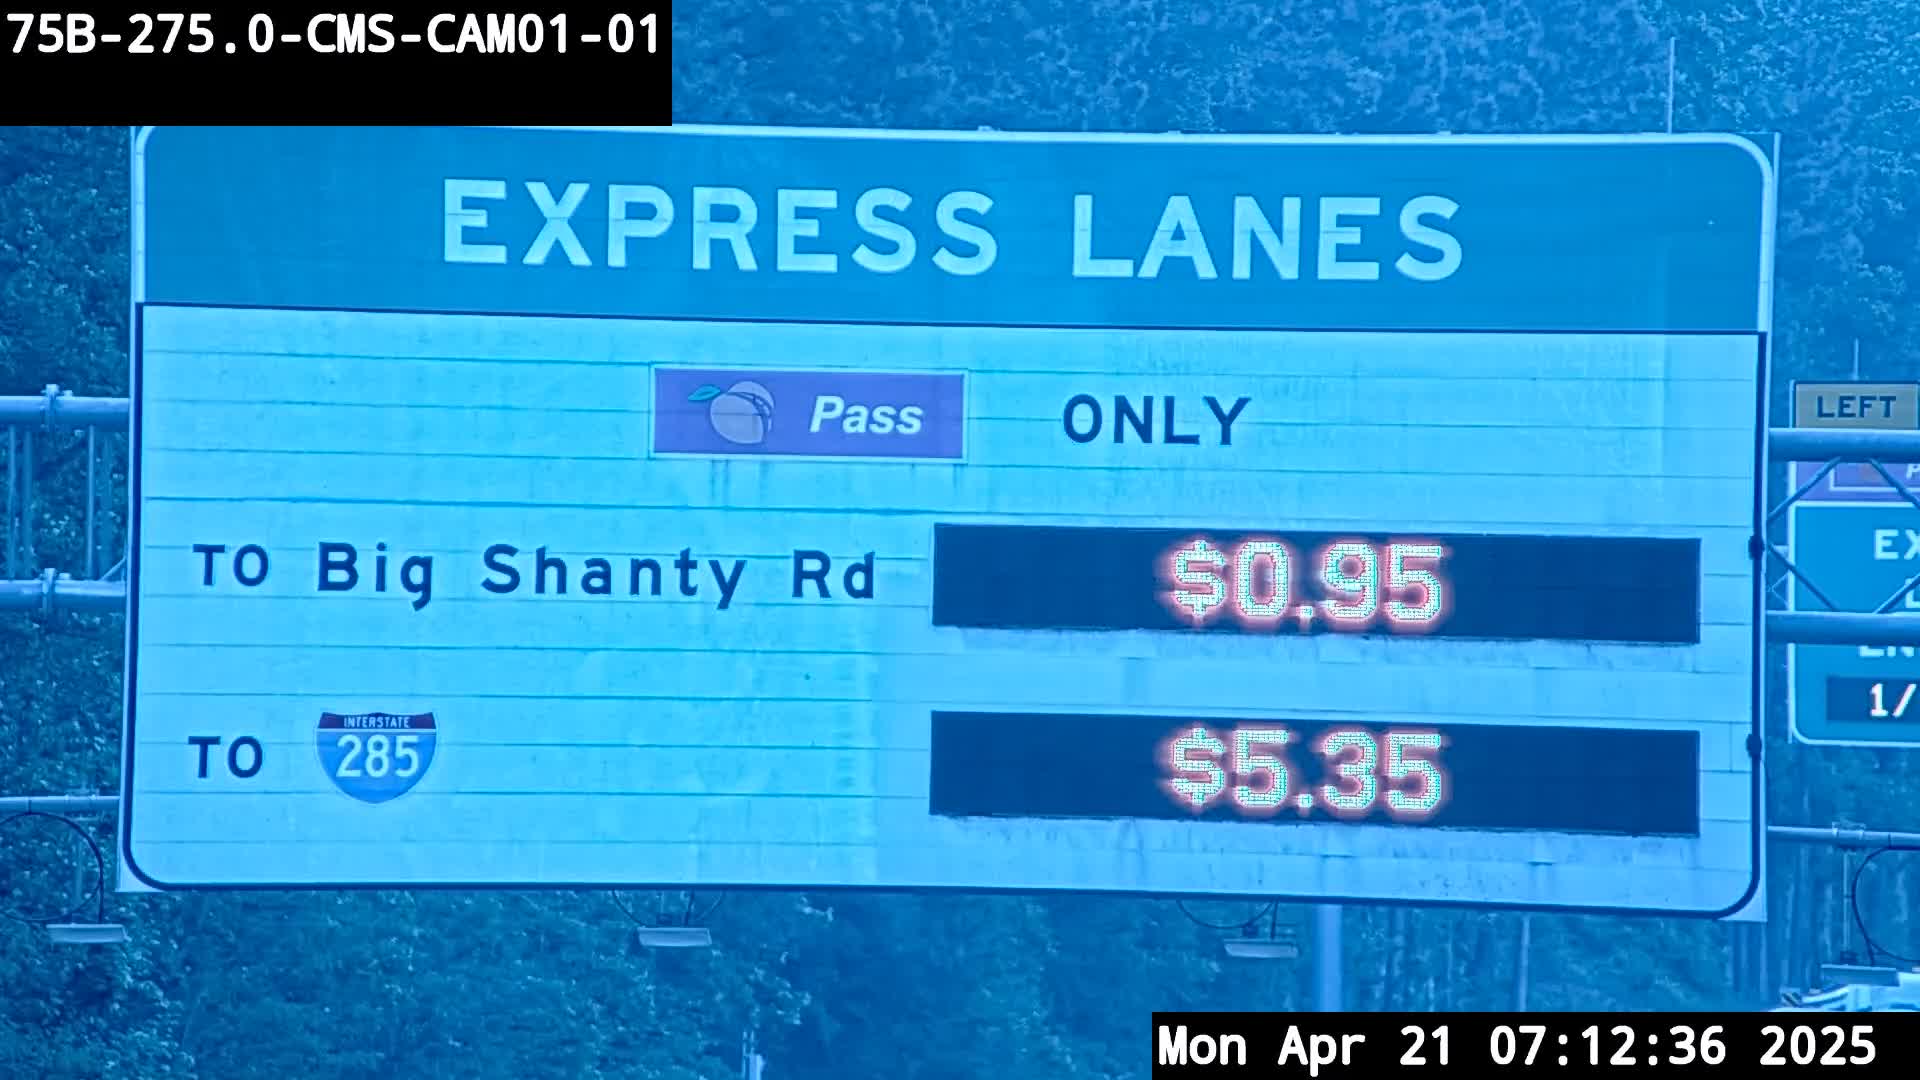 75B-275.0-CMS-CAM01-01
EXPRESS LANES
Pass ONLY
TO Big Shanty Rd $0.95
TO INTERSTATE 285 $5.35
LEFT
1/
Mon Apr 21 07:12:36 2025